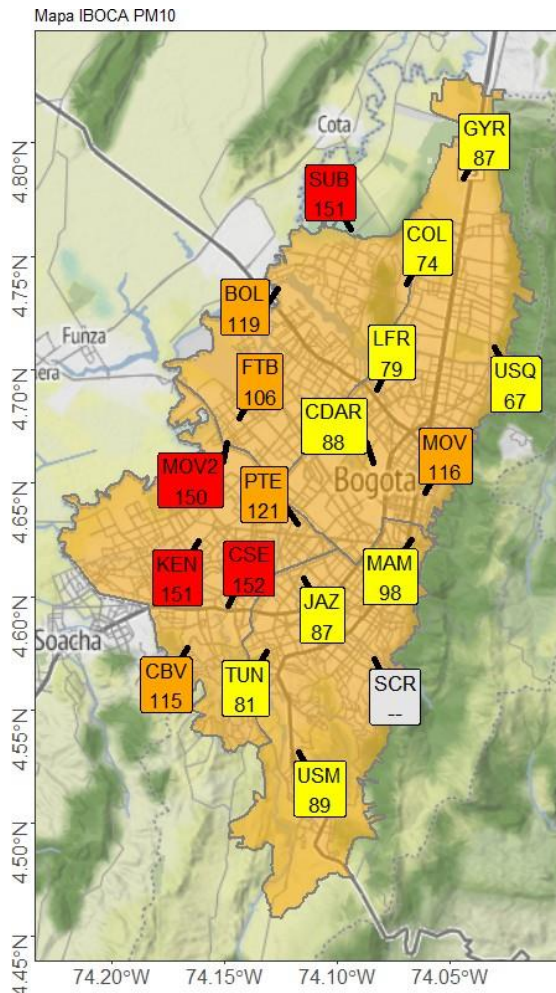 Mapa IBOCA PM10
Cota
GYR
87
4.80°N
SUB
151
COL
74
4.75°N
BOL
119
Funza
era
LFR
79
FTB
106
USQ
67
4.70°N
CDAR
88
MOV
116
MOV2
150
PTE
121
Bogota
4.65°N
KEN
151
CSE
152
MAM
98
JAZ
87
4.60°N
Soacha
CBV
115
TUN
81
SCR
--
4.55°N
USM
89
4.50°N
4.45°N
74.20°W
74.15°W
74.10°W
74.05°W